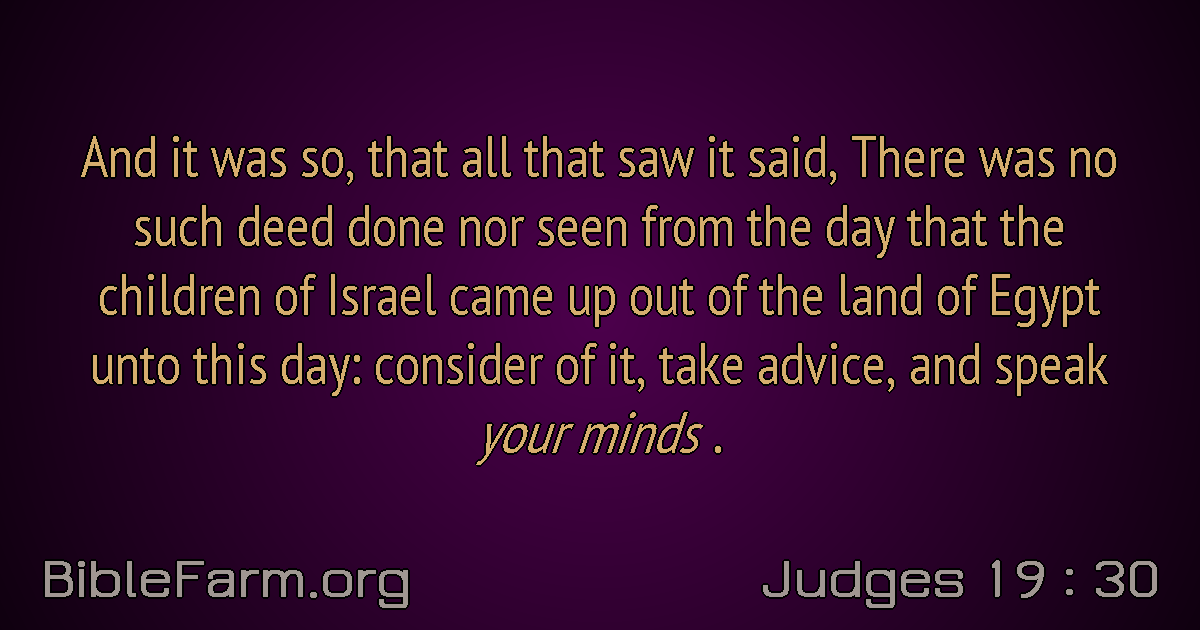 And it was so, that all that saw it said, There was no
such deed done nor seen from the day that the
children of Israel came up out of the land of Egypt
unto this day: consider of it, take advice, and speak
your minds .
BibleFarm.org
Judges 19 : 30